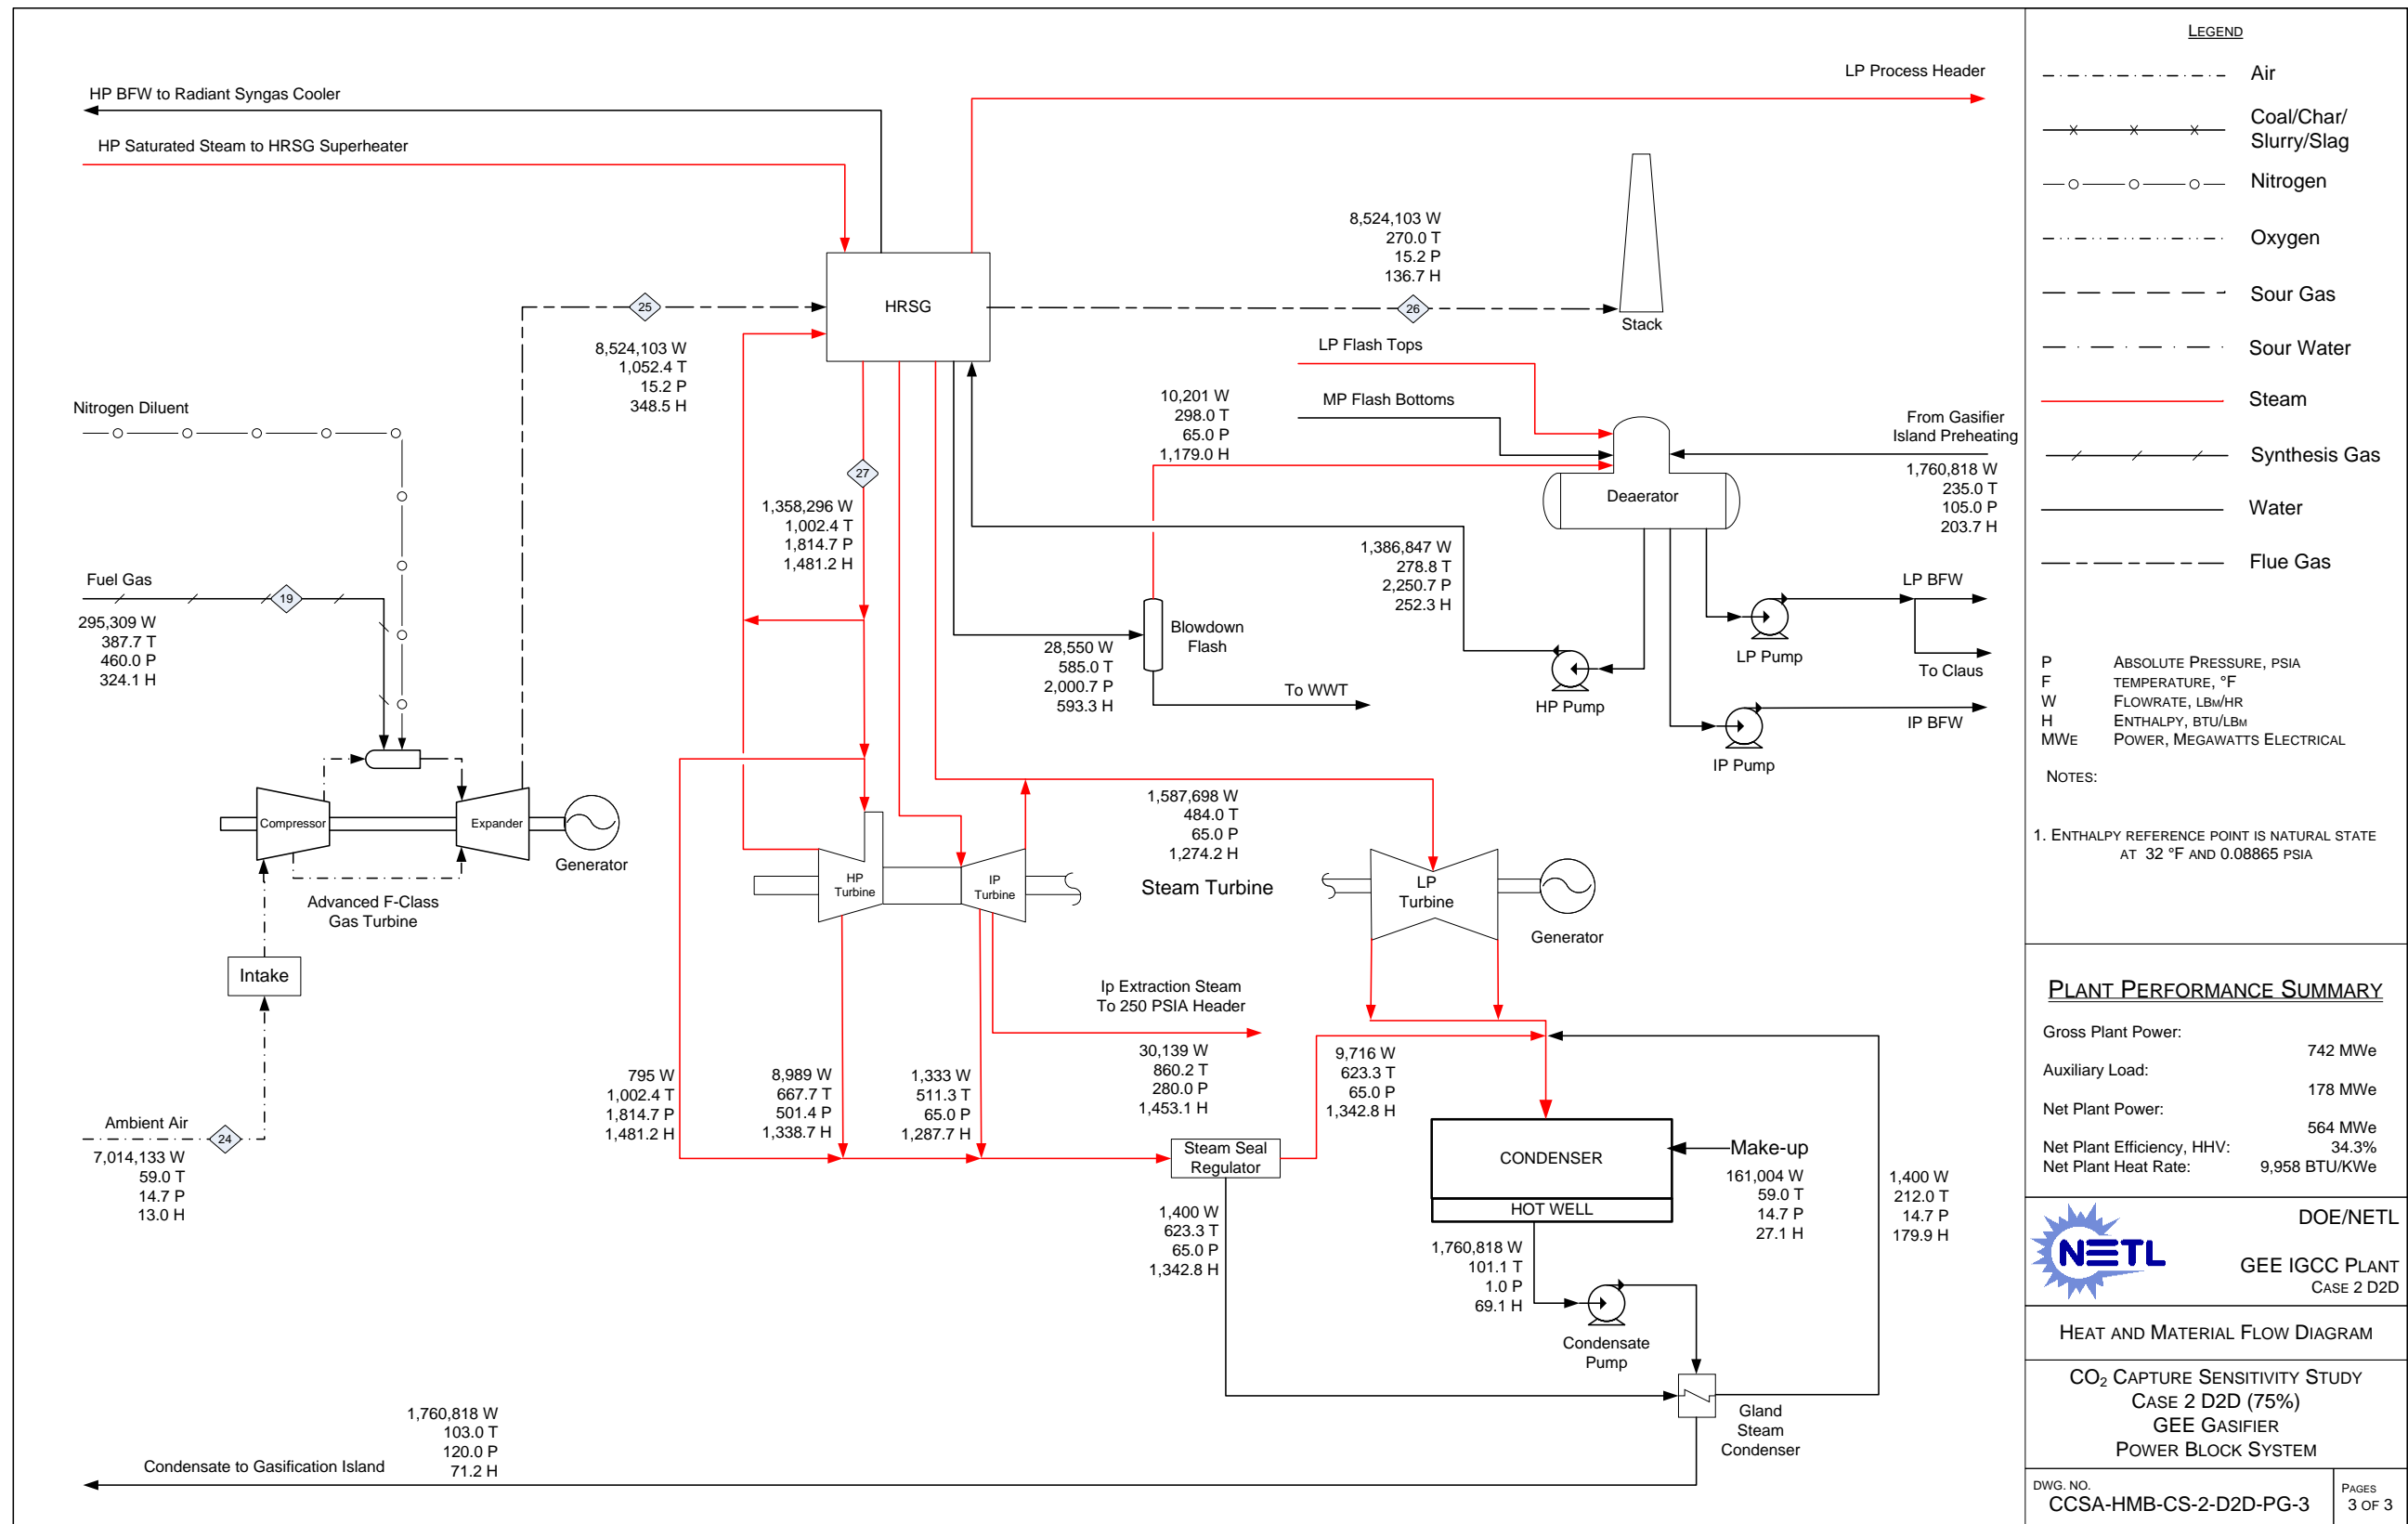 HP BFW to Radiant Syngas Cooler
HP Saturated Steam to HRSG Superheater
LP Process Header
HRSG
8,524,103 W
270.0 T
15.2 P
136.7 H
26
Stack
25
8,524,103 W
1,052.4 T
15.2 P
348.5 H
Nitrogen Diluent
Fuel Gas
19
295,309 W
387.7 T
460.0 P
324.1 H
27
1,358,296 W
1,002.4 T
1,814.7 P
1,481.2 H
LP Flash Tops
MP Flash Bottoms
10,201 W
298.0 T
65.0 P
1,179.0 H
From Gasifier
Island Preheating
1,760,818 W
235.0 T
105.0 P
203.7 H
Deaerator
1,386,847 W
278.8 T
2,250.7 P
252.3 H
LP BFW
LP Pump
To Claus
HP Pump
IP BFW
IP Pump
Blowdown
Flash
28,550 W
585.0 T
2,000.7 P
593.3 H
To WWT
Compressor
Expander
Generator
Advanced F-Class
Gas Turbine
Intake
Ambient Air
24
7,014,133 W
59.0 T
14.7 P
13.0 H
HP
Turbine
IP
Turbine
1,587,698 W
484.0 T
65.0 P
1,274.2 H
Steam Turbine
LP
Turbine
Generator
Ip Extraction Steam
To 250 PSIA Header
30,139 W
860.2 T
280.0 P
1,453.1 H
795 W
1,002.4 T
1,814.7 P
1,481.2 H
8,989 W
667.7 T
501.4 P
1,338.7 H
1,333 W
511.3 T
65.0 P
1,287.7 H
9,716 W
623.3 T
65.0 P
1,342.8 H
Steam Seal
Regulator
1,400 W
623.3 T
65.0 P
1,342.8 H
CONDENSER
HOT WELL
Make-up
161,004 W
59.0 T
14.7 P
27.1 H
1,400 W
212.0 T
14.7 P
179.9 H
1,760,818 W
101.1 T
1.0 P
69.1 H
Condensate
Pump
Gland
Steam
Condenser
1,760,818 W
103.0 T
120.0 P
71.2 H
Condensate to Gasification Island
LEGEND
Air
Coal/Char/
Slurry/Slag
Nitrogen
Oxygen
Sour Gas
Sour Water
Steam
Synthesis Gas
Water
Flue Gas
P ABSOLUTE PRESSURE, PSIA
F TEMPERATURE, °F
W FLOWRATE, LBM/HR
H ENTHALPY, BTU/LBM
MWE POWER, MEGAWATTS ELECTRICAL
NOTES:
1. ENTHALPY REFERENCE POINT IS NATURAL STATE
AT 32 °F AND 0.08865 PSIA
PLANT PERFORMANCE SUMMARY
Gross Plant Power:
742 MWe
Auxiliary Load:
178 MWe
Net Plant Power:
564 MWe
Net Plant Efficiency, HHV: 34.3%
Net Plant Heat Rate: 9,958 BTU/KWe
NETL
DOE/NETL
GEE IGCC PLANT
CASE 2 D2D
HEAT AND MATERIAL FLOW DIAGRAM
CO2 CAPTURE SENSITIVITY STUDY
CASE 2 D2D (75%)
GEE GASIFIER
POWER BLOCK SYSTEM
DWG. NO.
CCSA-HMB-CS-2-D2D-PG-3
PAGES
3 OF 3